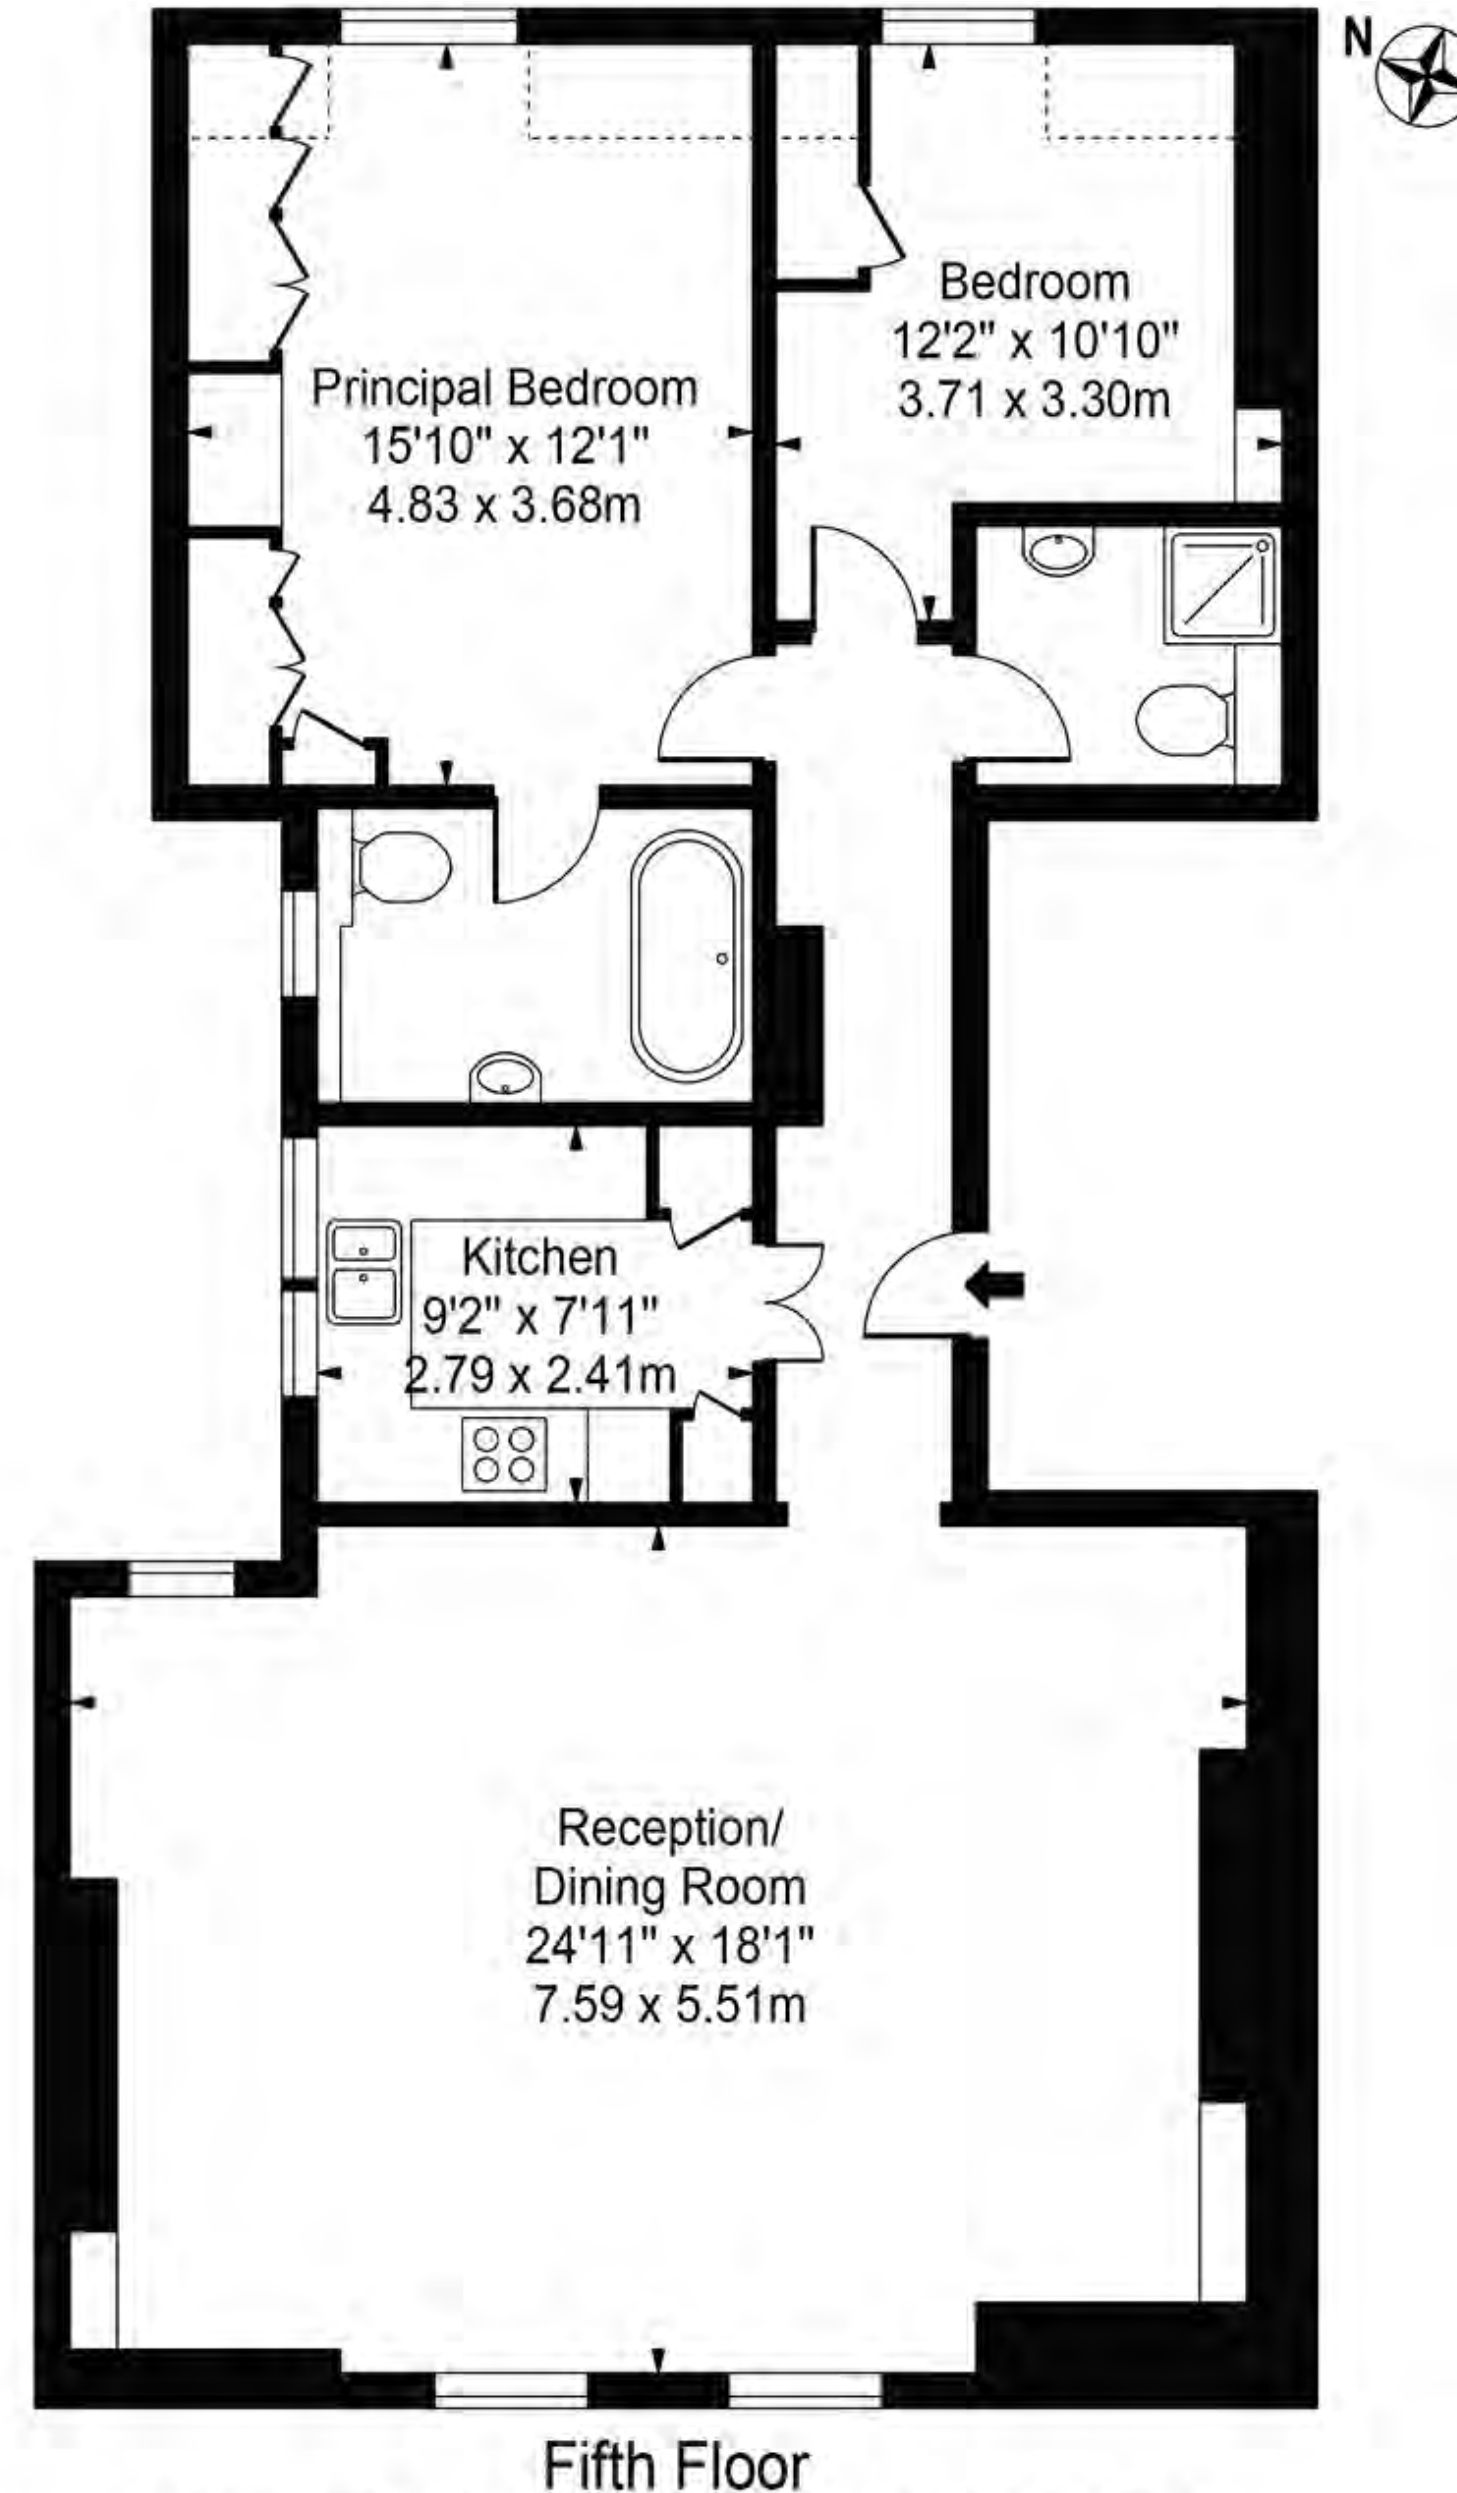 N
Bedroom
12'2" x 10'10"
3.71 x 3.30m
Principal Bedroom
15'10" x 12'1"
4.83 x 3.68m
Kitchen
9'2" x 7'11"
2.79 x 2.41m
Reception/
Dining Room
24'11" x 18'1"
7.59 x 5.51m
Fifth Floor